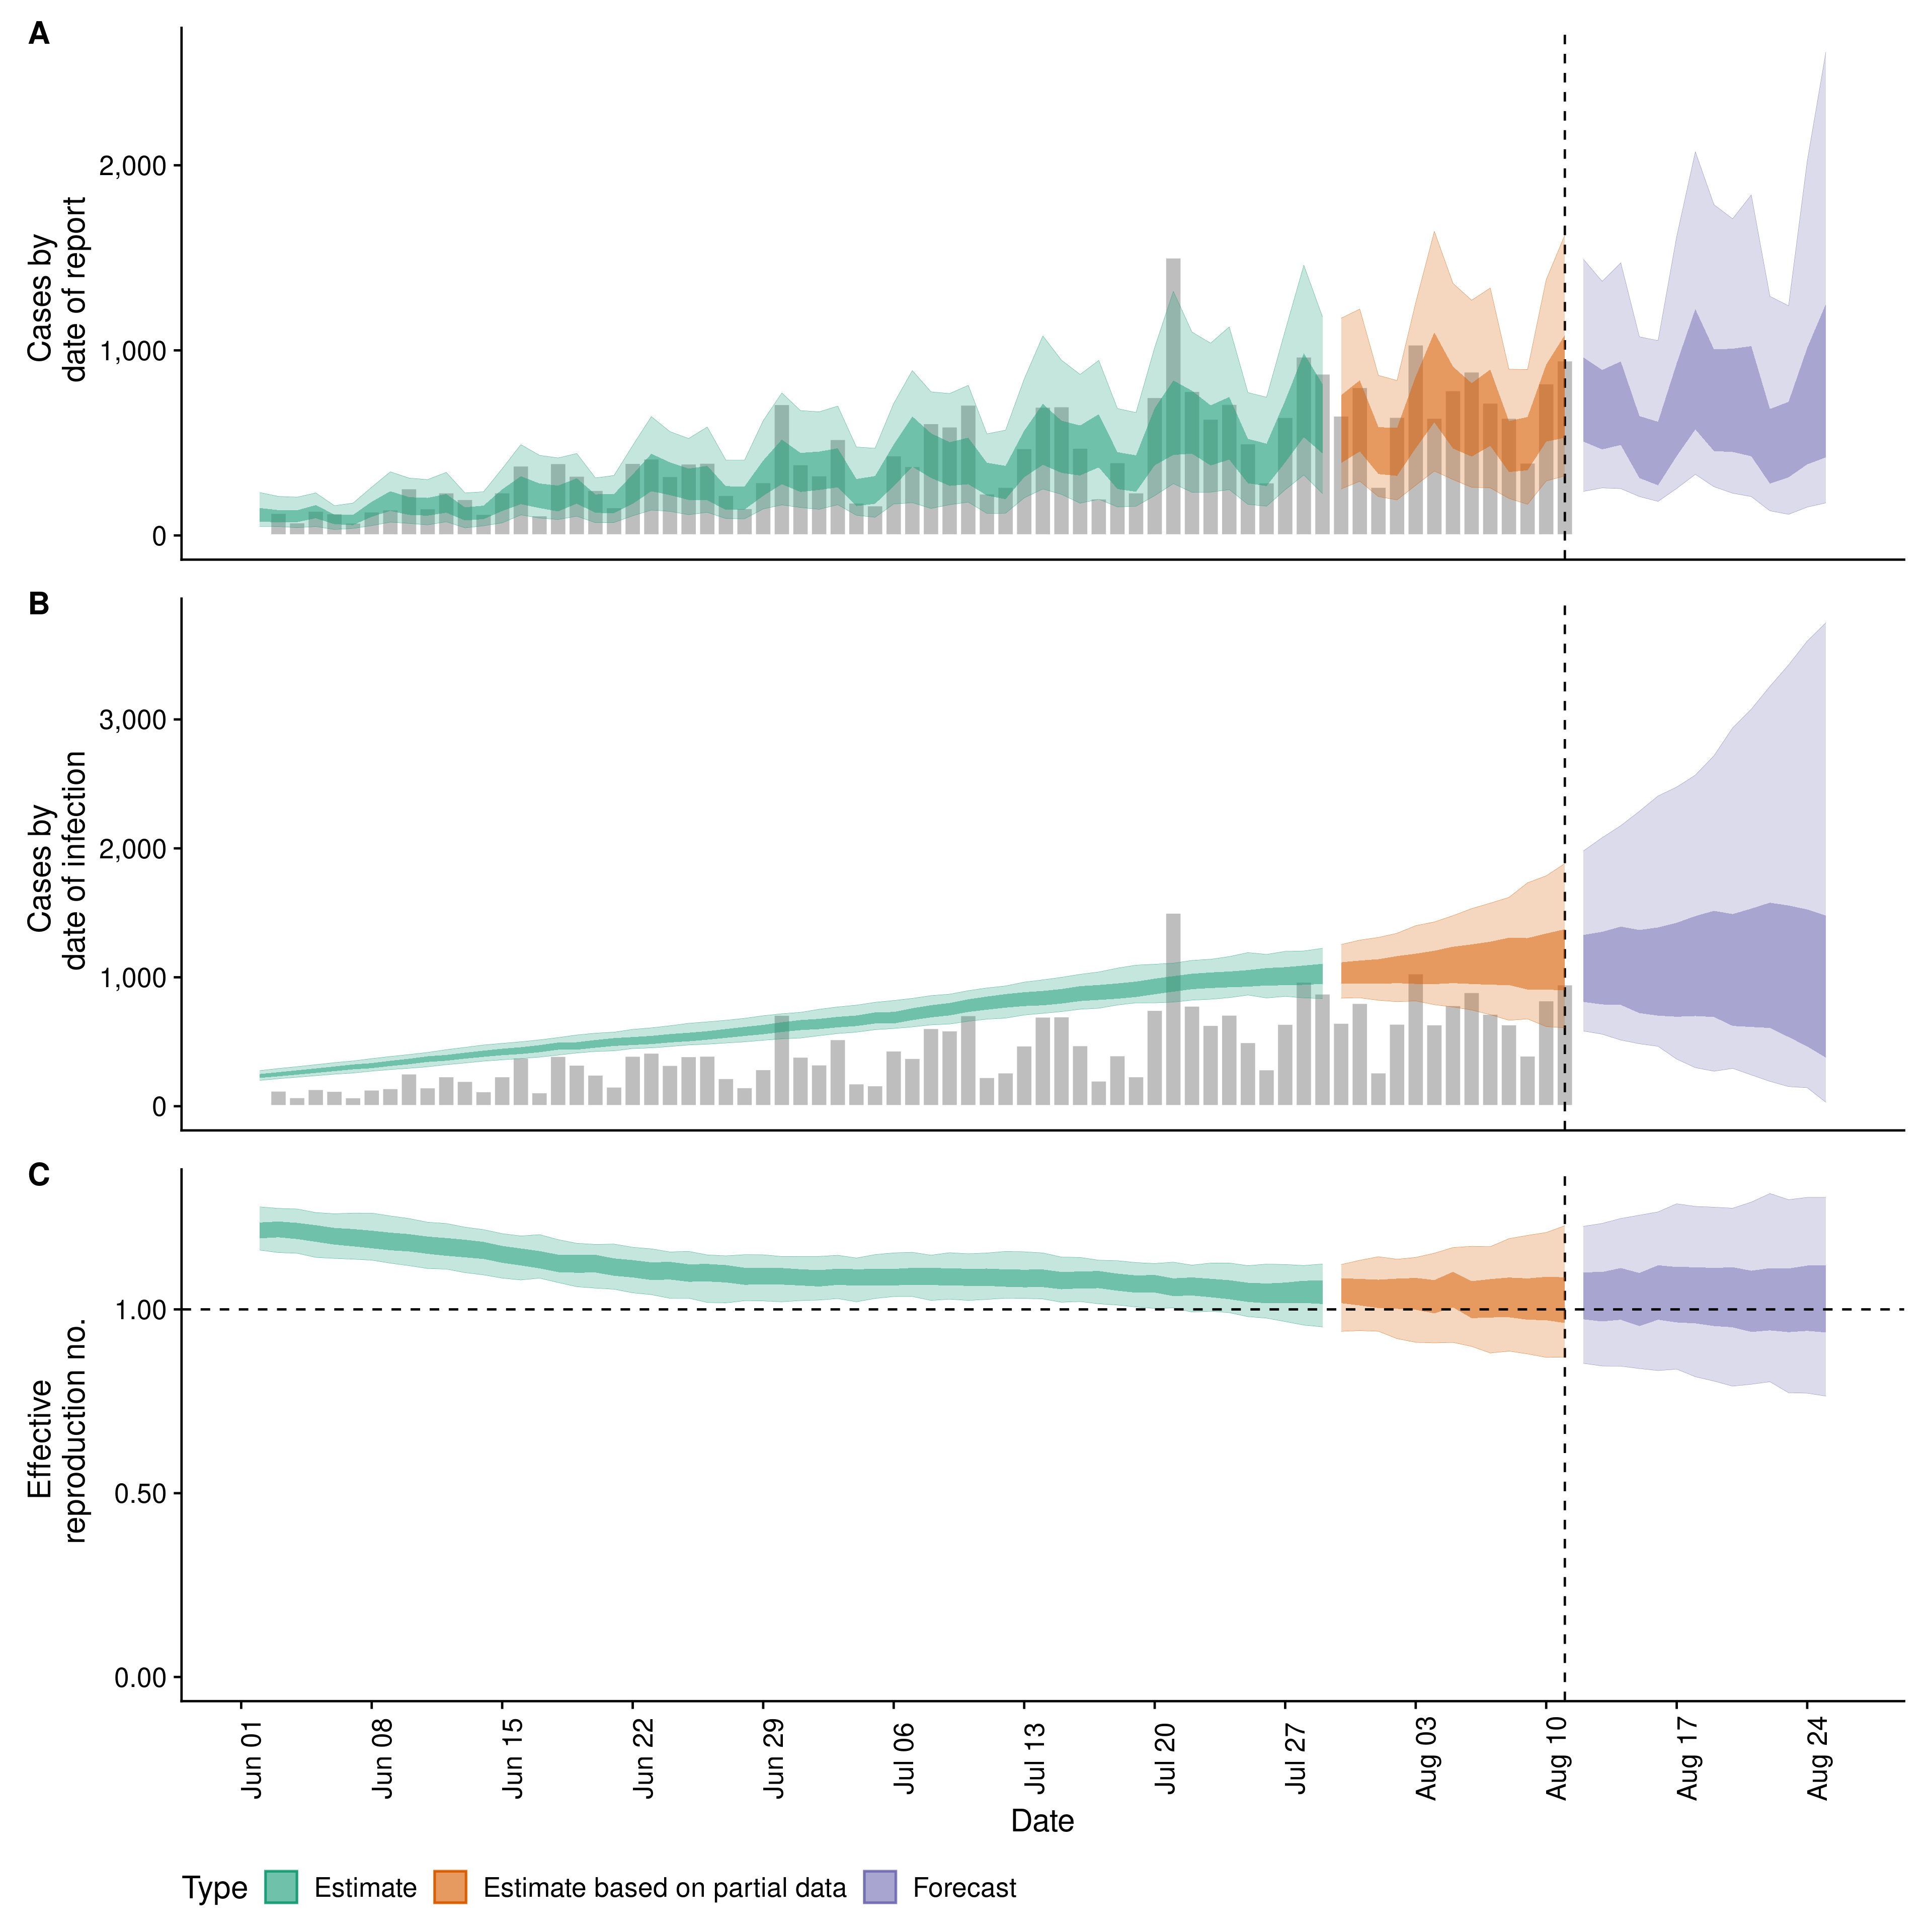 A
Cases by
date of report
2,000
1,000
0
B
Cases by
date of infection
3,000
2,000
1,000
0
C
Effective
reproduction no.
1.00
0.50
0.00
Jun 01
Jun 08
Jun 15
Jun 22
Jun 29
Jul 06
Jul 13
Jul 20
Jul 27
Aug 03
Aug 10
Aug 17
Aug 24
Date
Type
Estimate
Estimate based on partial data
Forecast